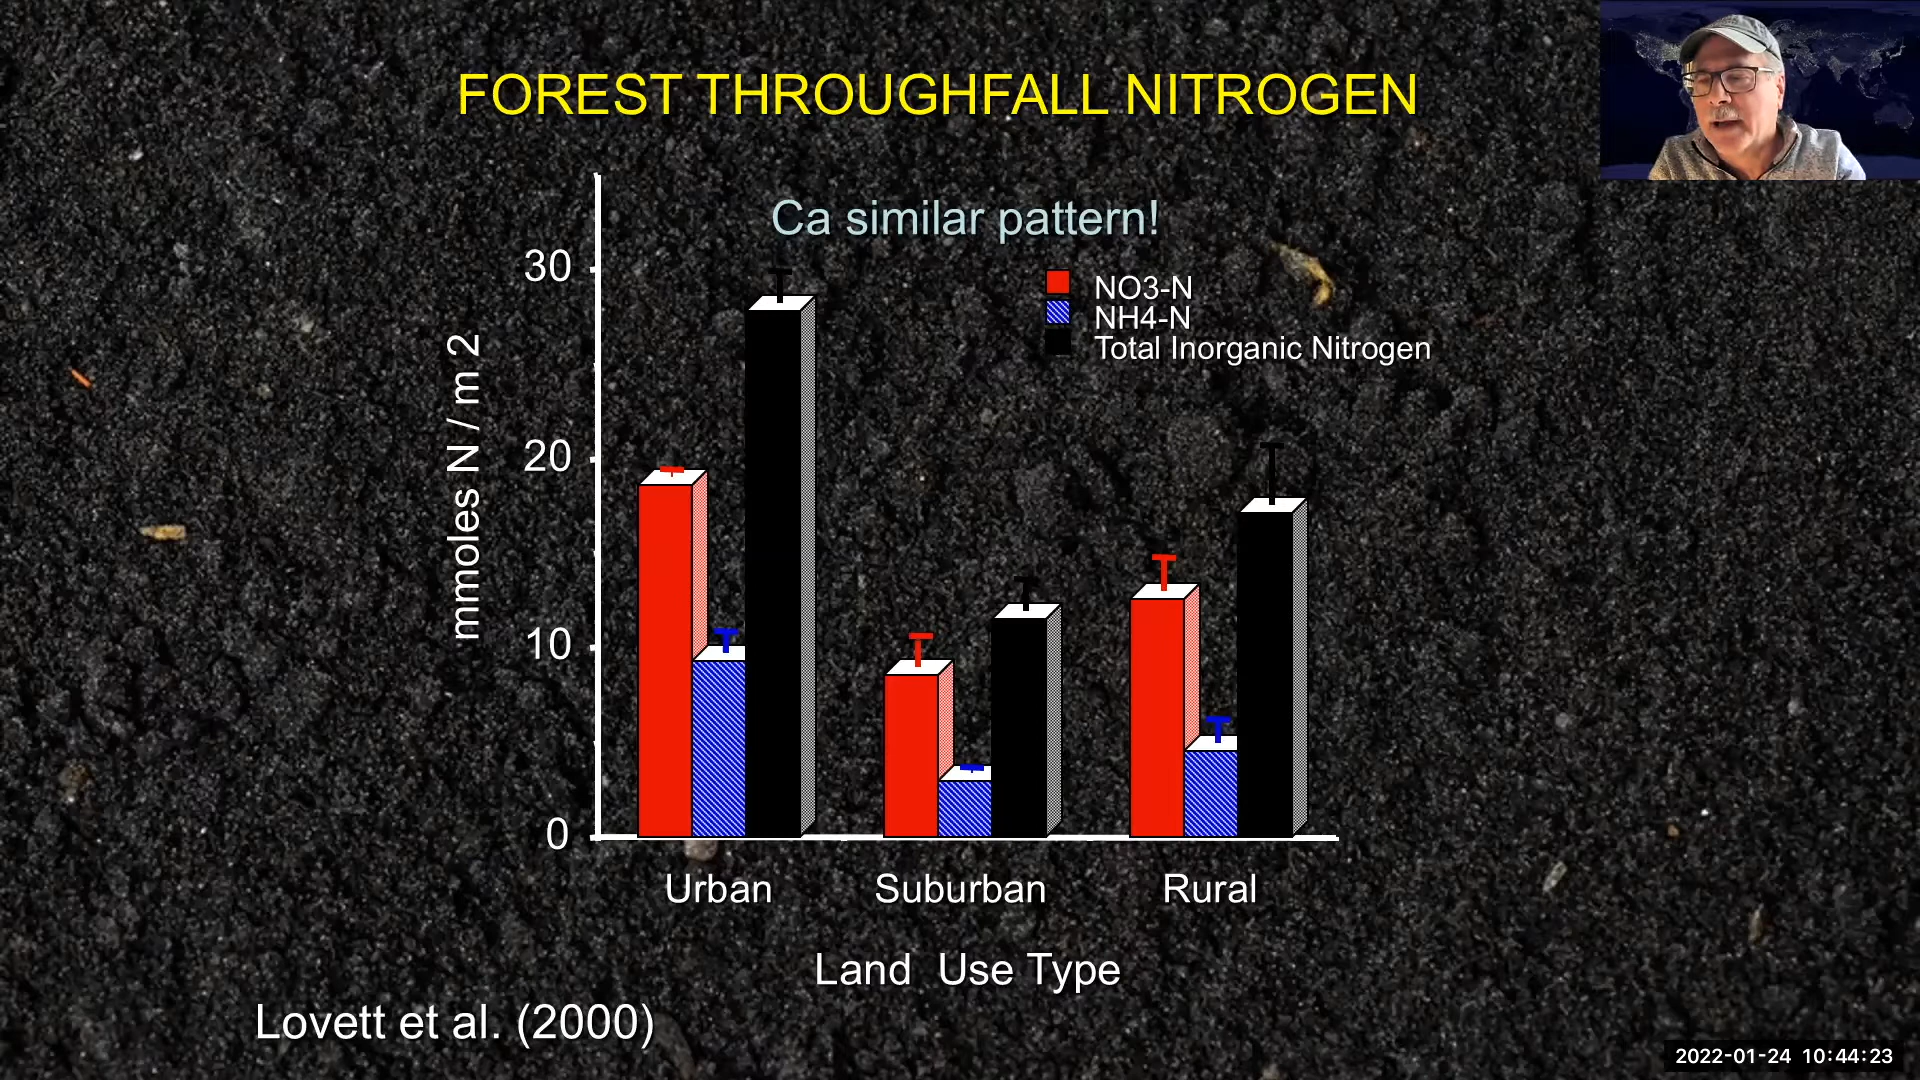 FOREST THROUGHFALL NITROGEN
Ca similar pattern!
NO3-N
NH4-N
Total Inorganic Nitrogen
mmoles N / m 2
30
20
10
0
Urban Suburban Rural
Land Use Type
Lovett et al. (2000)
2022-01-24 10:44:23